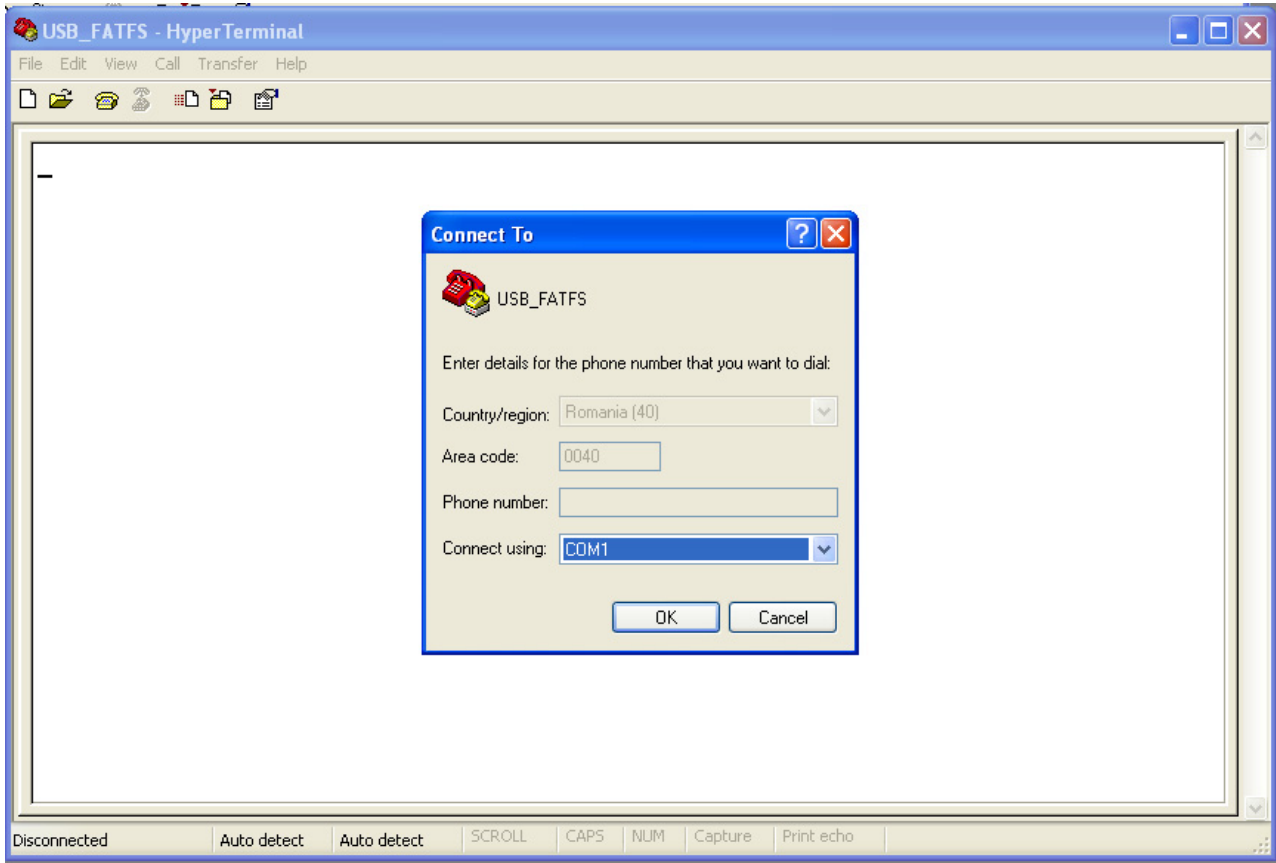 USB_FATFS - HyperTerminal
File Edit View Call Transfer Help
Connect To
USB_FATFS
Enter details for the phone number that you want to dial:
Country/region: Romania (40)
Area code: 0040
Phone number:
Connect using: COM1
OK Cancel
Disconnected Auto detect Auto detect SCROLL CAPS NUM Capture Print echo